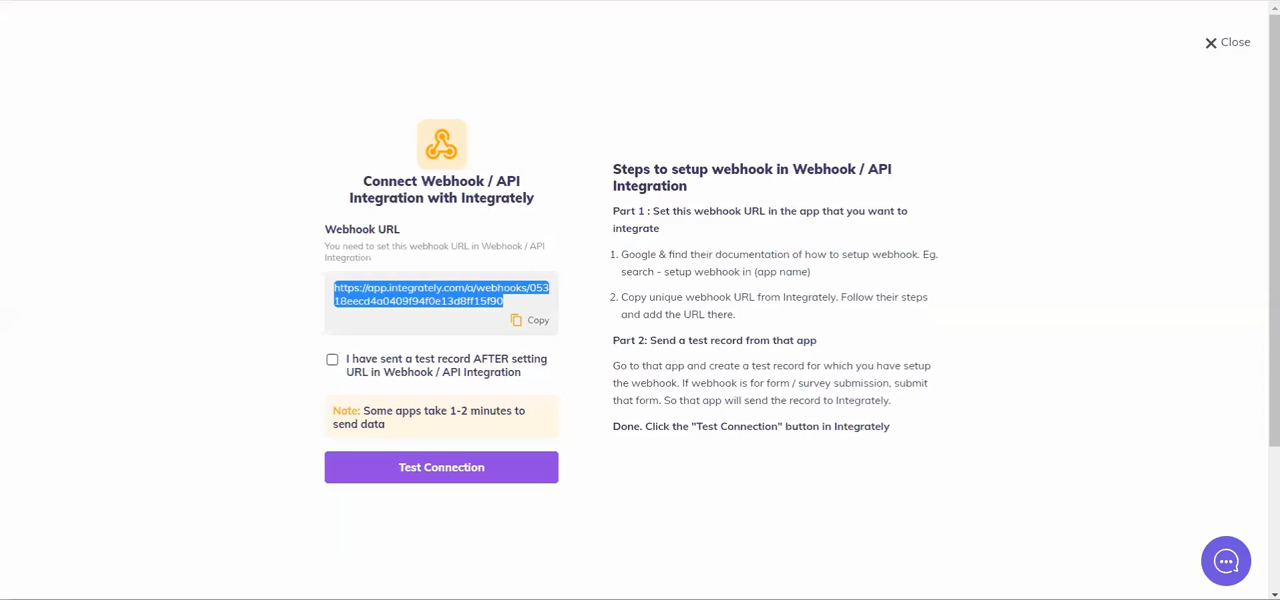 Close
Connect Webhook / API
Integration with Integrately
Webhook URL
You need to set this webhook URL in Webhook / API
Integration
https://app.integrately.com/a/webhooks/053
18eecd4a0409f94f0e13d8ff15f90
Copy
I have sent a test record AFTER setting
URL in Webhook / API Integration
Note: Some apps take 1-2 minutes to
send data
Test Connection
Steps to setup webhook in Webhook / API
Integration
Part 1 : Set this webhook URL in the app that you want to
integrate
1. Google & find their documentation of how to setup webhook. Eg.
search - setup webhook in (app name)
2. Copy unique webhook URL from Integrately. Follow their steps
and add the URL there.
Part 2: Send a test record from that app
Go to that app and create a test record for which you have setup
the webhook. If webhook is for form / survey submission, submit
that form. So that app will send the record to Integrately.
Done. Click the "Test Connection" button in Integrately